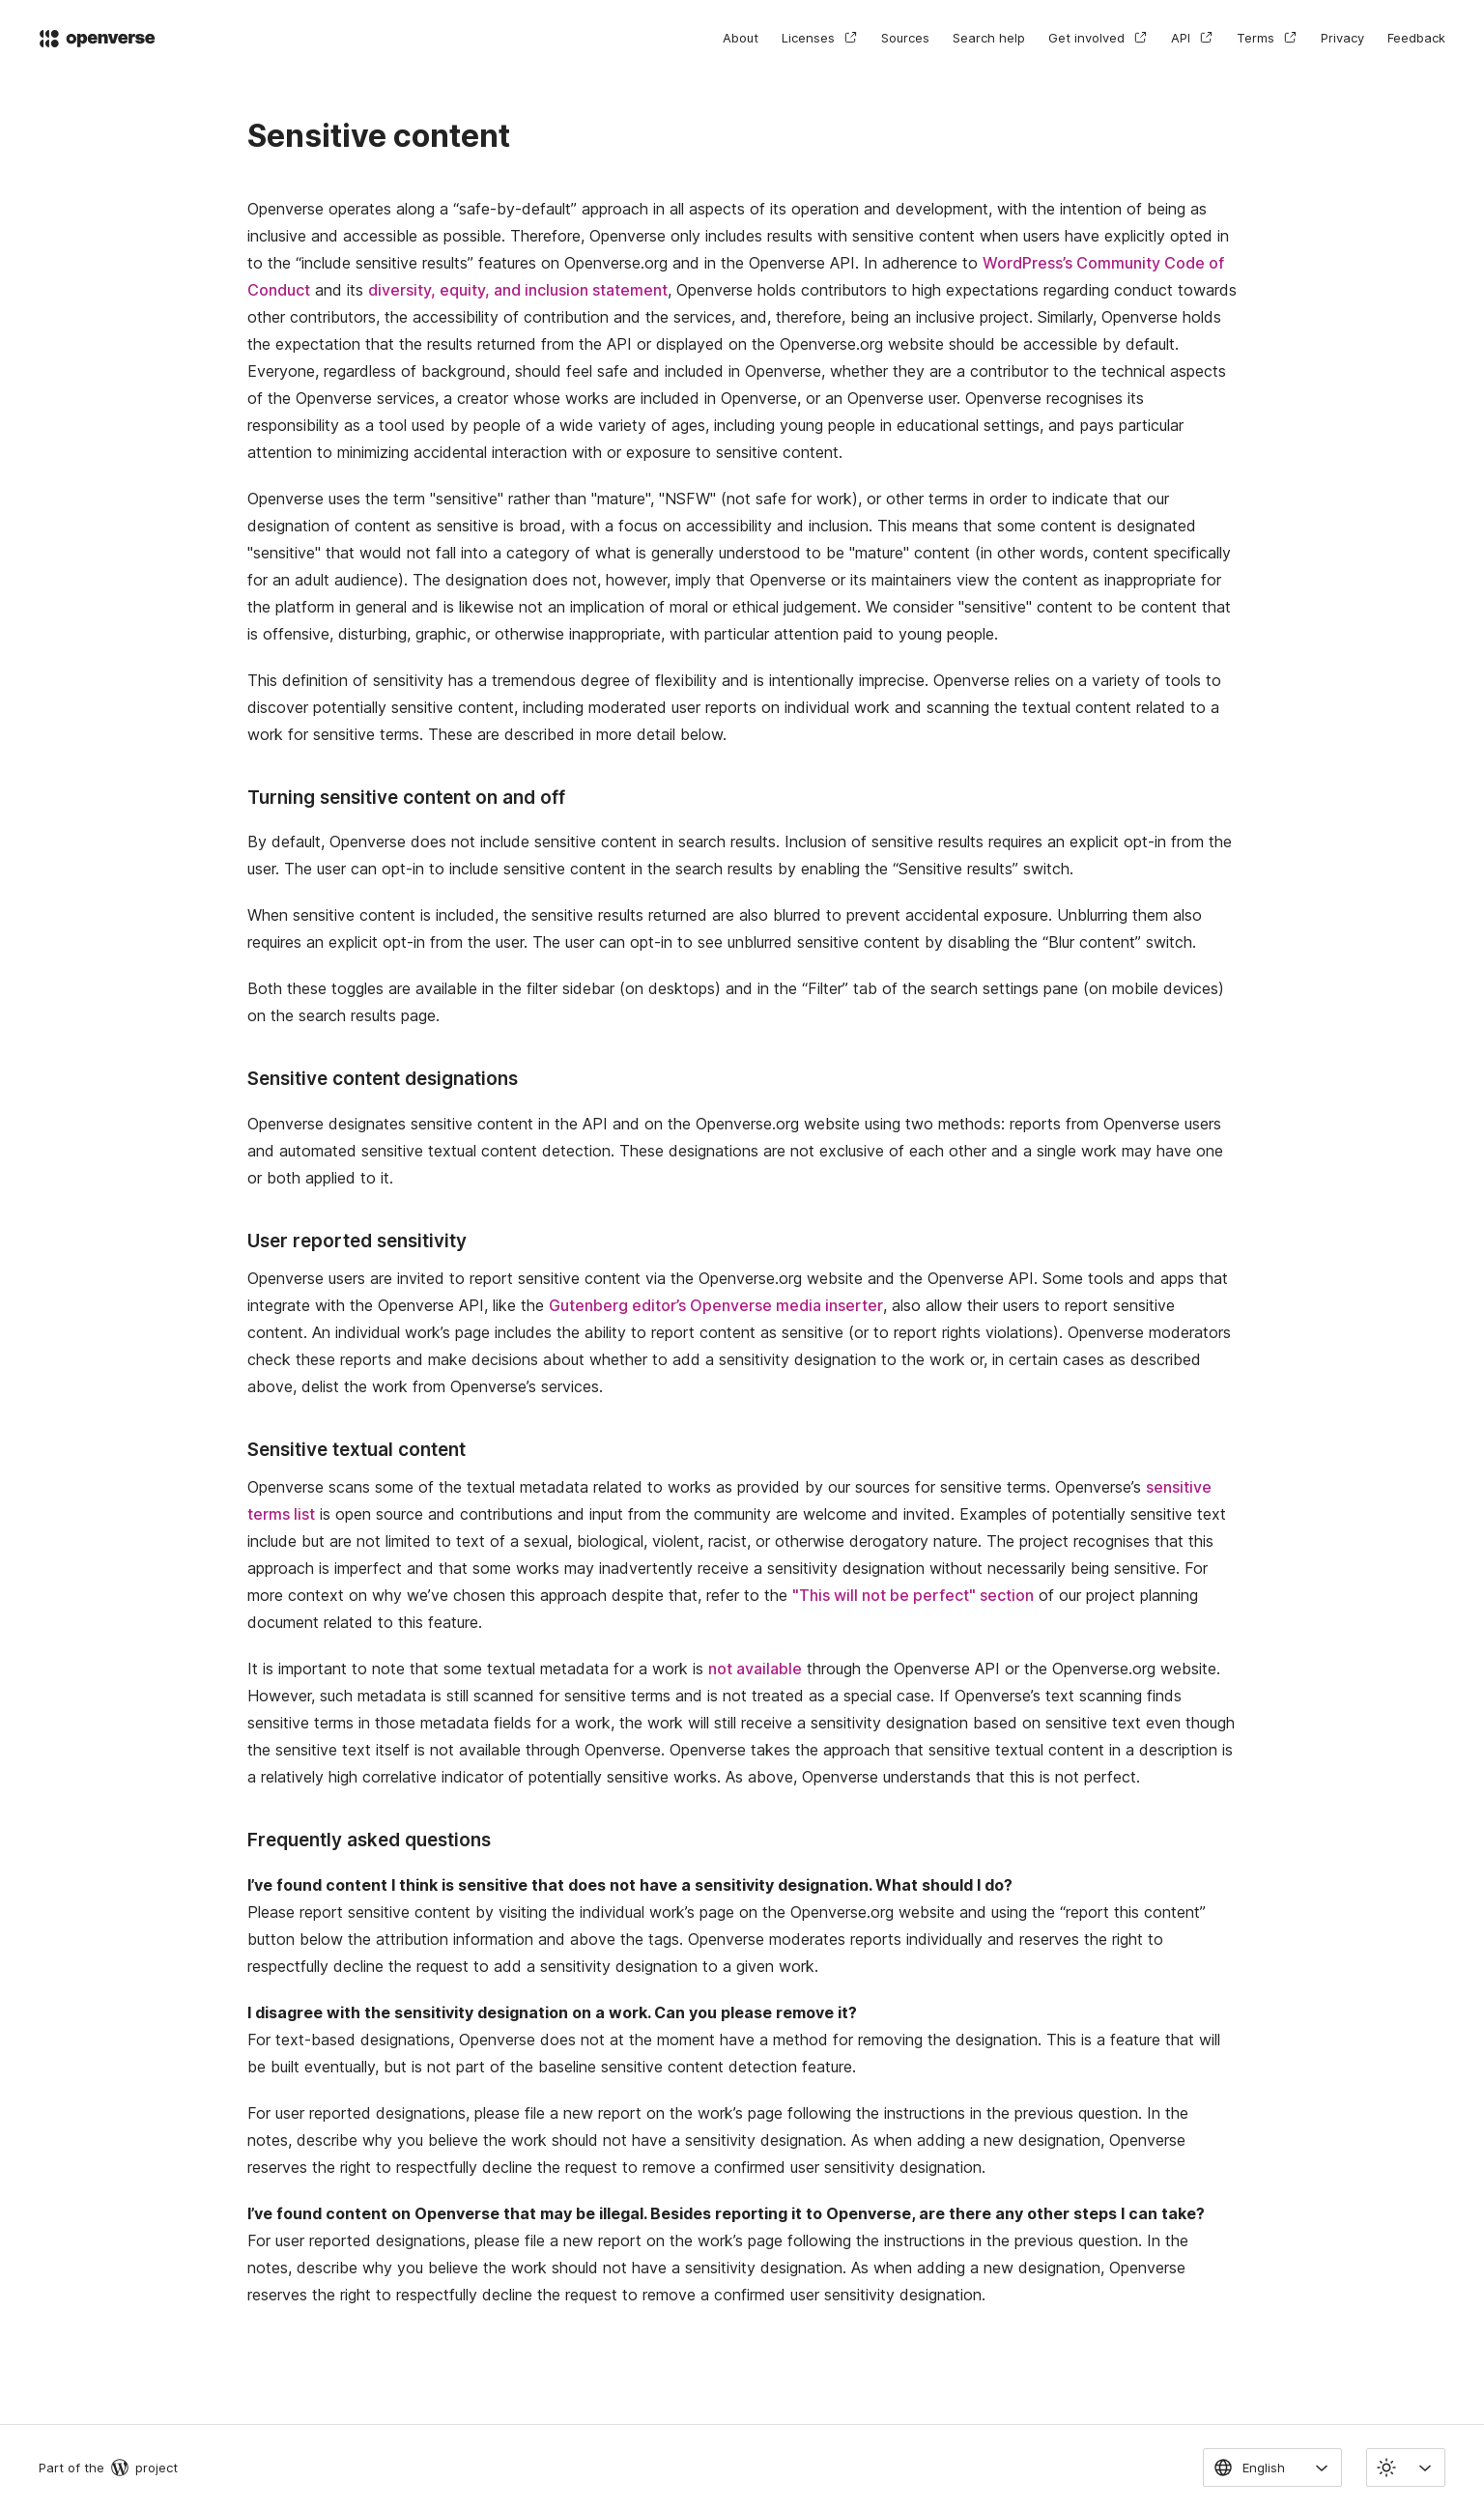 openverse
About Licenses Sources Search help Get involved API Terms Privacy Feedback
Sensitive content
Openverse operates along a “safe-by-default” approach in all aspects of its operation and development, with the intention of being as
inclusive and accessible as possible. Therefore, Openverse only includes results with sensitive content when users have explicitly opted in
to the “include sensitive results” features on Openverse.org and in the Openverse API. In adherence to WordPress’s Community Code of
Conduct and its diversity, equity, and inclusion statement, Openverse holds contributors to high expectations regarding conduct towards
other contributors, the accessibility of contribution and the services, and, therefore, being an inclusive project. Similarly, Openverse holds
the expectation that the results returned from the API or displayed on the Openverse.org website should be accessible by default.
Everyone, regardless of background, should feel safe and included in Openverse, whether they are a contributor to the technical aspects
of the Openverse services, a creator whose works are included in Openverse, or an Openverse user. Openverse recognises its
responsibility as a tool used by people of a wide variety of ages, including young people in educational settings, and pays particular
attention to minimizing accidental interaction with or exposure to sensitive content.
Openverse uses the term "sensitive" rather than "mature", "NSFW" (not safe for work), or other terms in order to indicate that our
designation of content as sensitive is broad, with a focus on accessibility and inclusion. This means that some content is designated
"sensitive" that would not fall into a category of what is generally understood to be "mature" content (in other words, content specifically
for an adult audience). The designation does not, however, imply that Openverse or its maintainers view the content as inappropriate for
the platform in general and is likewise not an implication of moral or ethical judgement. We consider "sensitive" content to be content that
is offensive, disturbing, graphic, or otherwise inappropriate, with particular attention paid to young people.
This definition of sensitivity has a tremendous degree of flexibility and is intentionally imprecise. Openverse relies on a variety of tools to
discover potentially sensitive content, including moderated user reports on individual work and scanning the textual content related to a
work for sensitive terms. These are described in more detail below.
Turning sensitive content on and off
By default, Openverse does not include sensitive content in search results. Inclusion of sensitive results requires an explicit opt-in from the
user. The user can opt-in to include sensitive content in the search results by enabling the “Sensitive results” switch.
When sensitive content is included, the sensitive results returned are also blurred to prevent accidental exposure. Unblurring them also
requires an explicit opt-in from the user. The user can opt-in to see unblurred sensitive content by disabling the “Blur content” switch.
Both these toggles are available in the filter sidebar (on desktops) and in the “Filter” tab of the search settings pane (on mobile devices)
on the search results page.
Sensitive content designations
Openverse designates sensitive content in the API and on the Openverse.org website using two methods: reports from Openverse users
and automated sensitive textual content detection. These designations are not exclusive of each other and a single work may have one
or both applied to it.
User reported sensitivity
Openverse users are invited to report sensitive content via the Openverse.org website and the Openverse API. Some tools and apps that
integrate with the Openverse API, like the Gutenberg editor’s Openverse media inserter, also allow their users to report sensitive
content. An individual work’s page includes the ability to report content as sensitive (or to report rights violations). Openverse moderators
check these reports and make decisions about whether to add a sensitivity designation to the work or, in certain cases as described
above, delist the work from Openverse’s services.
Sensitive textual content
Openverse scans some of the textual metadata related to works as provided by our sources for sensitive terms. Openverse’s sensitive
terms list is open source and contributions and input from the community are welcome and invited. Examples of potentially sensitive text
include but are not limited to text of a sexual, biological, violent, racist, or otherwise derogatory nature. The project recognises that this
approach is imperfect and that some works may inadvertently receive a sensitivity designation without necessarily being sensitive. For
more context on why we’ve chosen this approach despite that, refer to the "This will not be perfect" section of our project planning
document related to this feature.
It is important to note that some textual metadata for a work is not available through the Openverse API or the Openverse.org website.
However, such metadata is still scanned for sensitive terms and is not treated as a special case. If Openverse’s text scanning finds
sensitive terms in those metadata fields for a work, the work will still receive a sensitivity designation based on sensitive text even though
the sensitive text itself is not available through Openverse. Openverse takes the approach that sensitive textual content in a description is
a relatively high correlative indicator of potentially sensitive works. As above, Openverse understands that this is not perfect.
Frequently asked questions
I’ve found content I think is sensitive that does not have a sensitivity designation. What should I do?
Please report sensitive content by visiting the individual work’s page on the Openverse.org website and using the “report this content”
button below the attribution information and above the tags. Openverse moderates reports individually and reserves the right to
respectfully decline the request to add a sensitivity designation to a given work.
I disagree with the sensitivity designation on a work. Can you please remove it?
For text-based designations, Openverse does not at the moment have a method for removing the designation. This is a feature that will
be built eventually, but is not part of the baseline sensitive content detection feature.
For user reported designations, please file a new report on the work’s page following the instructions in the previous question. In the
notes, describe why you believe the work should not have a sensitivity designation. As when adding a new designation, Openverse
reserves the right to respectfully decline the request to remove a confirmed user sensitivity designation.
I’ve found content on Openverse that may be illegal. Besides reporting it to Openverse, are there any other steps I can take?
For user reported designations, please file a new report on the work’s page following the instructions in the previous question. In the
notes, describe why you believe the work should not have a sensitivity designation. As when adding a new designation, Openverse
reserves the right to respectfully decline the request to remove a confirmed user sensitivity designation.
Part of the project
English